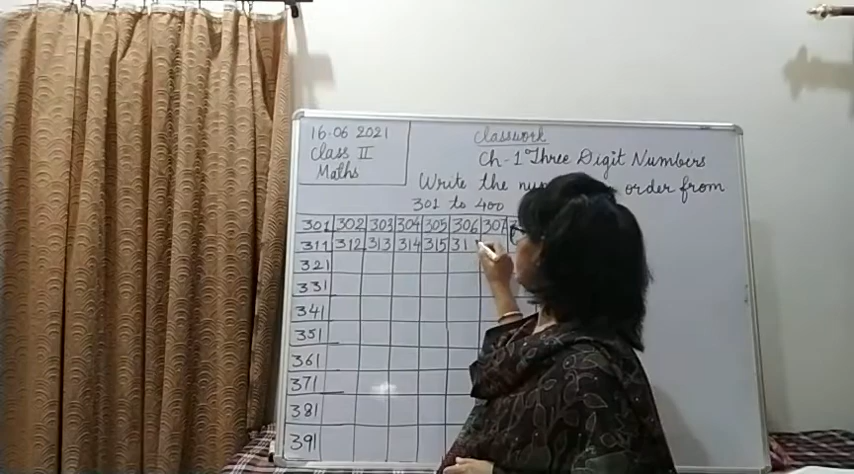 16.06 2021
Class II
Maths
Classwork
Ch-1 Three Digit Numbers
Write the order from
301 to 400
301 302 303 304 305 306 307
311 312 313 314 315 31
321
331
341
351
361
371
381
391